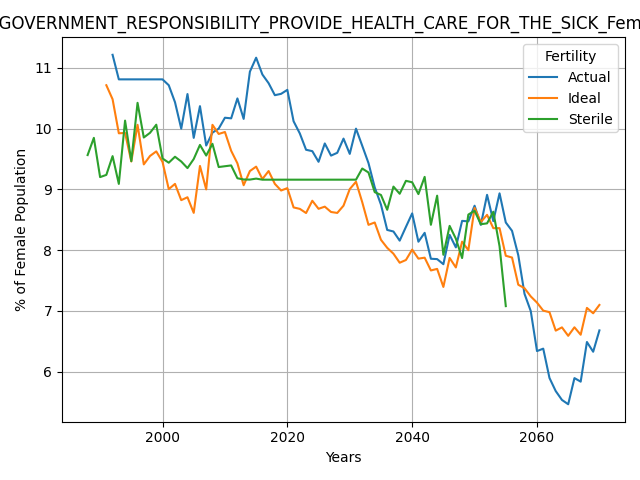 GOVERNMENT_RESPONSIBILITY_PROVIDE_HEALTH_CARE_FOR_THE_SICK_Fem
Fertility
Actual
Ideal
Sterile
% of Female Population
11
10
9
8
7
6
2000 2020 2040 2060
Years